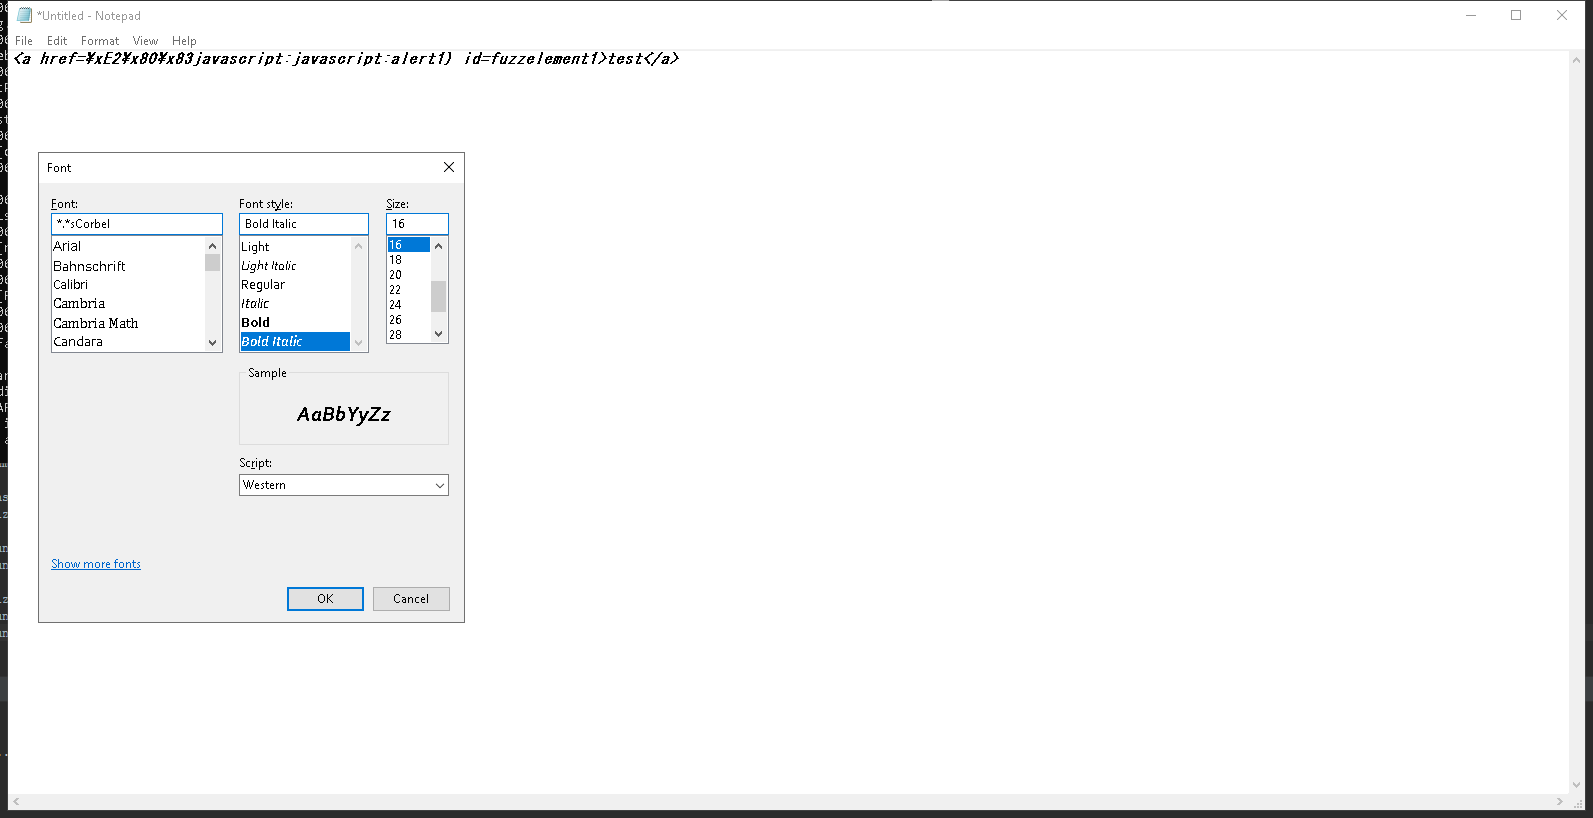 *Untitled - Notepad
File Edit Format View Help
<a href=¥xE2¥x80¥x83javascript:javascript:alert1) id=fuzzelement1>test</a>
Font
Font: Font style: Size:
*.*sCorbel Bold Italic 16
Arial Light 16
Bahnschrift Light Italic 18
Calibri Regular 20
Cambria Italic 22
Cambria Math Bold 24
Candara Bold Italic 26
28
Sample
AaBbYyZz
Script:
Western
Show more fonts
OK Cancel